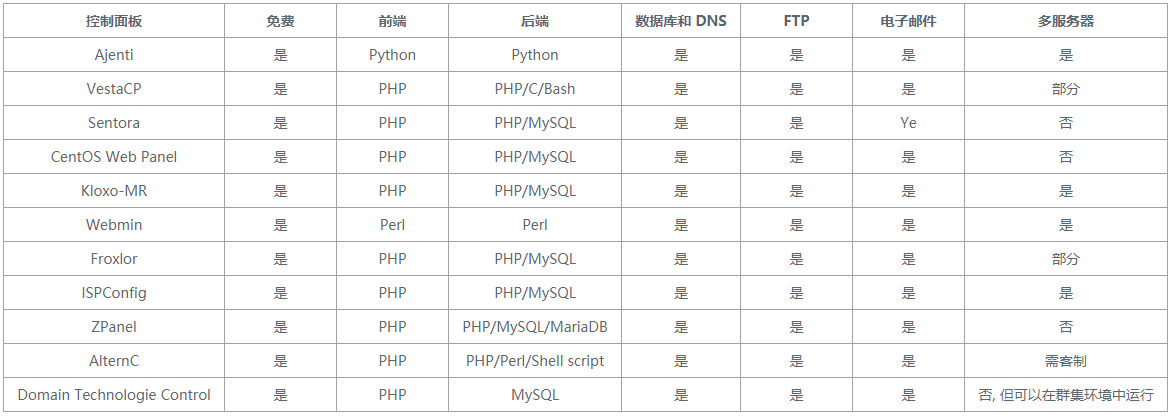 控制面板 免费 前端 后端 数据库和 DNS FTP 电子邮件 多服务器
Ajenti 是 Python Python 是 是 是 是
VestaCP 是 PHP PHP/C/Bash 是 是 是 部分
Sentora 是 PHP PHP/MySQL 是 是 Ye 否
CentOS Web Panel 是 PHP PHP/MySQL 是 是 是 否
Kloxo-MR 是 PHP PHP/MySQL 是 是 是 是
Webmin 是 Perl Perl 是 是 是 是
Froxlor 是 PHP PHP/MySQL 是 是 是 部分
ISPConfig 是 PHP PHP/MySQL 是 是 是 是
ZPanel 是 PHP PHP/MySQL/MariaDB 是 是 是 否
AlternC 是 PHP PHP/Perl/Shell script 是 是 是 需客制
Domain Technologie Control 是 PHP MySQL 是 是 是 否, 但可以在群集环境中运行